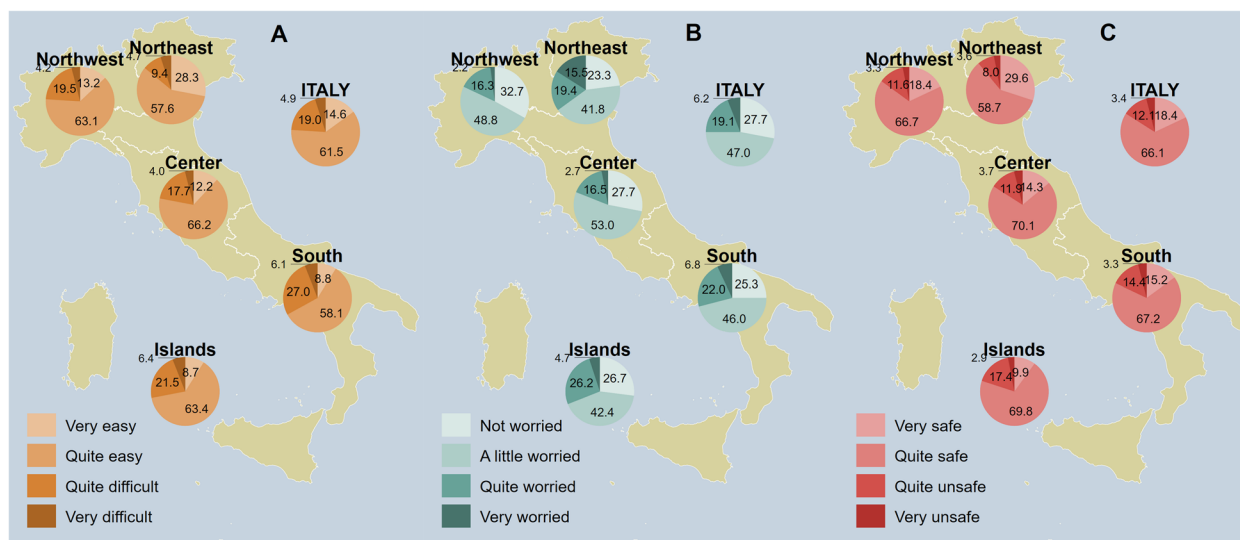 A
Northwest
4.2
13.2
19.5
63.1
Northeast
4.7
28.3
9.4
57.6
ITALY
4.9
14.6
19.0
61.5
Center
4.0
12.2
17.7
66.2
South
6.1
8.8
27.0
58.1
Islands
6.4
8.7
21.5
63.4
Very easy
Quite easy
Quite difficult
Very difficult
B
Northwest
2.2
32.7
16.3
48.8
Northeast
15.5
23.3
19.4
41.8
ITALY
6.2
27.7
19.1
47.0
Center
2.7
27.7
16.5
53.0
South
6.8
25.3
22.0
46.0
Islands
4.7
26.7
26.2
42.4
Not worried
A little worried
Quite worried
Very worried
C
Northwest
3.3
11.6
18.4
66.7
Northeast
3.6
8.0
29.6
58.7
ITALY
3.4
12.1
18.4
66.1
Center
3.7
14.3
11.9
70.1
South
3.3
14.4
15.2
67.2
Islands
2.9
17.4
9.9
69.8
Very safe
Quite safe
Quite unsafe
Very unsafe